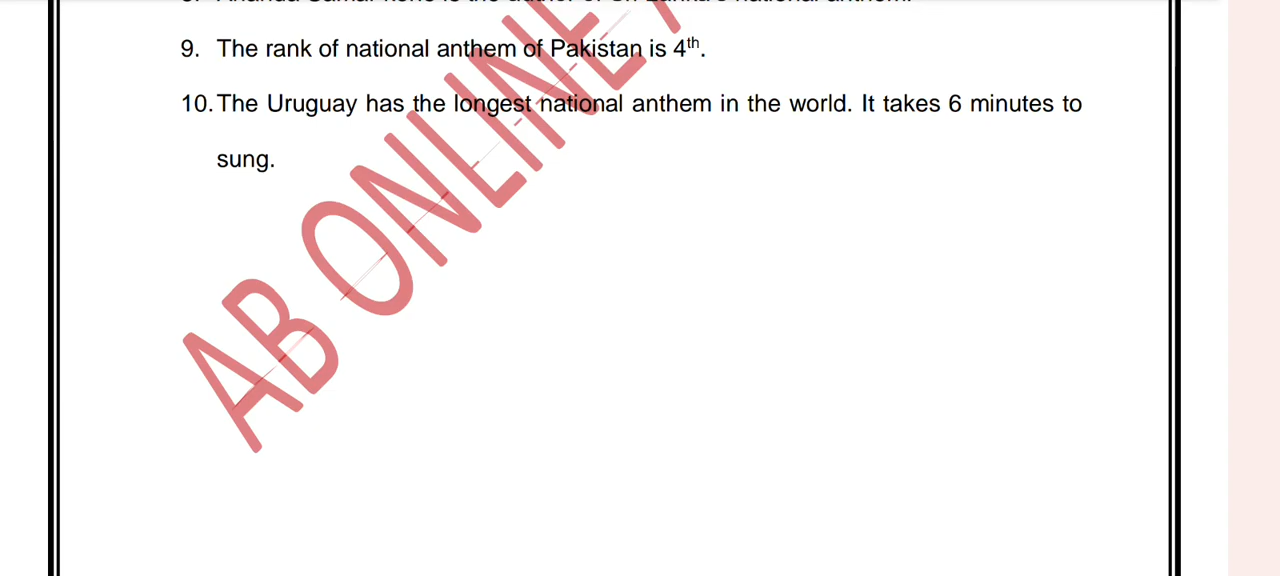 9. The rank of national anthem of Pakistan is 4th.
10. The Uruguay has the longest national anthem in the world. It takes 6 minutes to
sung.
AB ONLINE